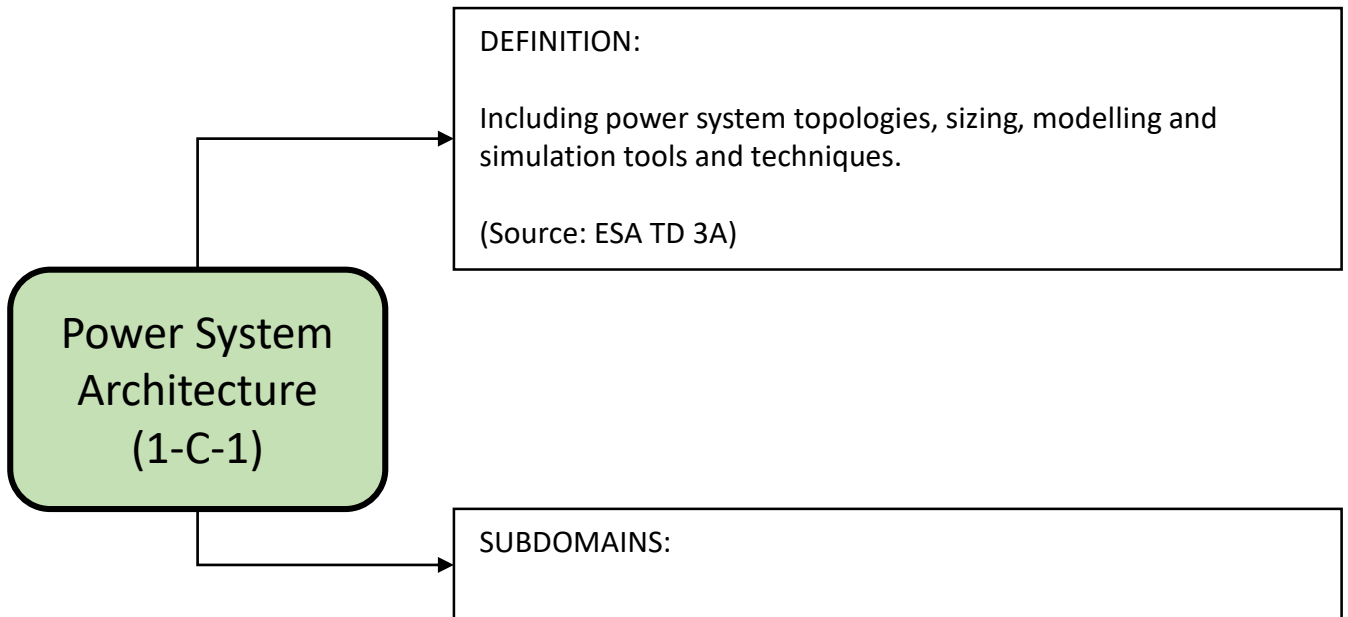 DEFINITION:
Including power system topologies, sizing, modelling and
simulation tools and techniques.
(Source: ESA TD 3A)
Power System
Architecture
(1-C-1)
SUBDOMAINS: